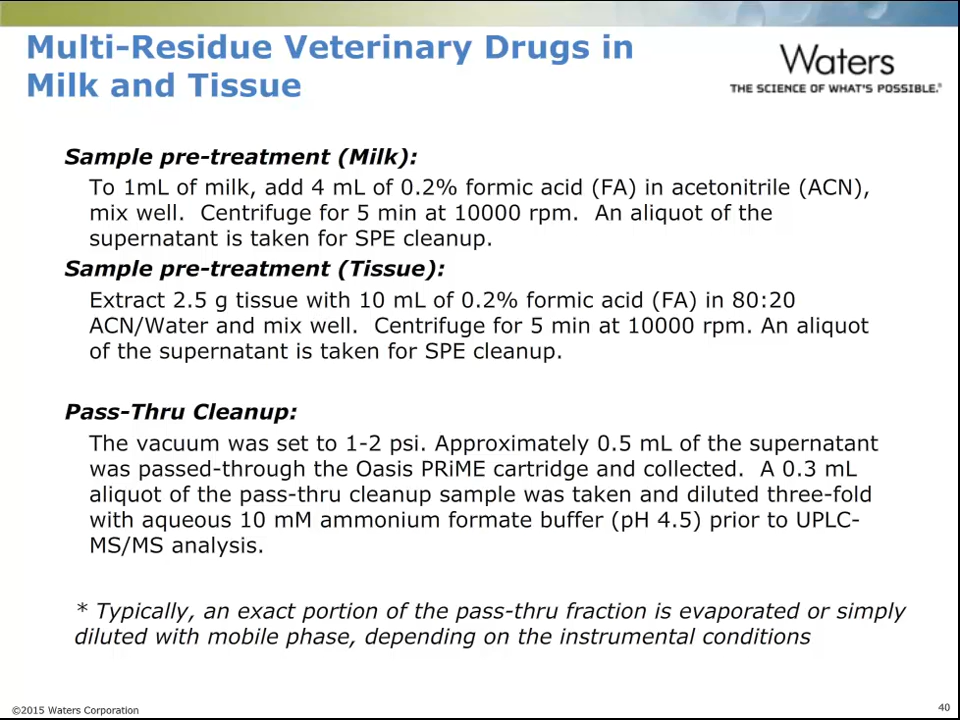 Multi-Residue Veterinary Drugs in
Milk and Tissue
Waters
THE SCIENCE OF WHAT'S POSSIBLE.®
Sample pre-treatment (Milk):
To 1mL of milk, add 4 mL of 0.2% formic acid (FA) in acetonitrile (ACN),
mix well. Centrifuge for 5 min at 10000 rpm. An aliquot of the
supernatant is taken for SPE cleanup.
Sample pre-treatment (Tissue):
Extract 2.5 g tissue with 10 mL of 0.2% formic acid (FA) in 80:20
ACN/Water and mix well. Centrifuge for 5 min at 10000 rpm. An aliquot
of the supernatant is taken for SPE cleanup.
Pass-Thru Cleanup:
The vacuum was set to 1-2 psi. Approximately 0.5 mL of the supernatant
was passed-through the Oasis PRiME cartridge and collected. A 0.3 mL
aliquot of the pass-thru cleanup sample was taken and diluted three-fold
with aqueous 10 mM ammonium formate buffer (pH 4.5) prior to UPLC-
MS/MS analysis.
* Typically, an exact portion of the pass-thru fraction is evaporated or simply
diluted with mobile phase, depending on the instrumental conditions
©2015 Waters Corporation
40